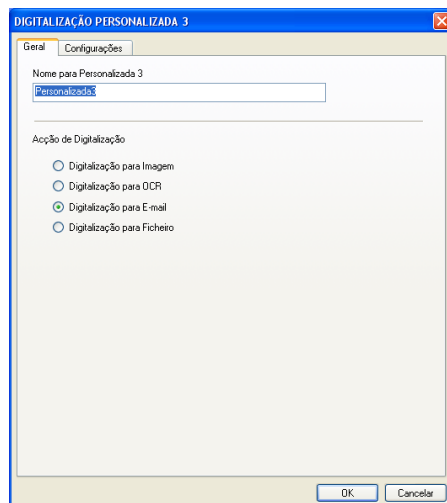 DIGITALIZAÇÃO PERSONALIZADA 3
Geral
Configurações
Nome para Personalizada 3
Personalizada3
Acção de Digitalização
Digitalização para Imagem
Digitalização para OCR
Digitalização para E-mail
Digitalização para Ficheiro
OK
Cancelar